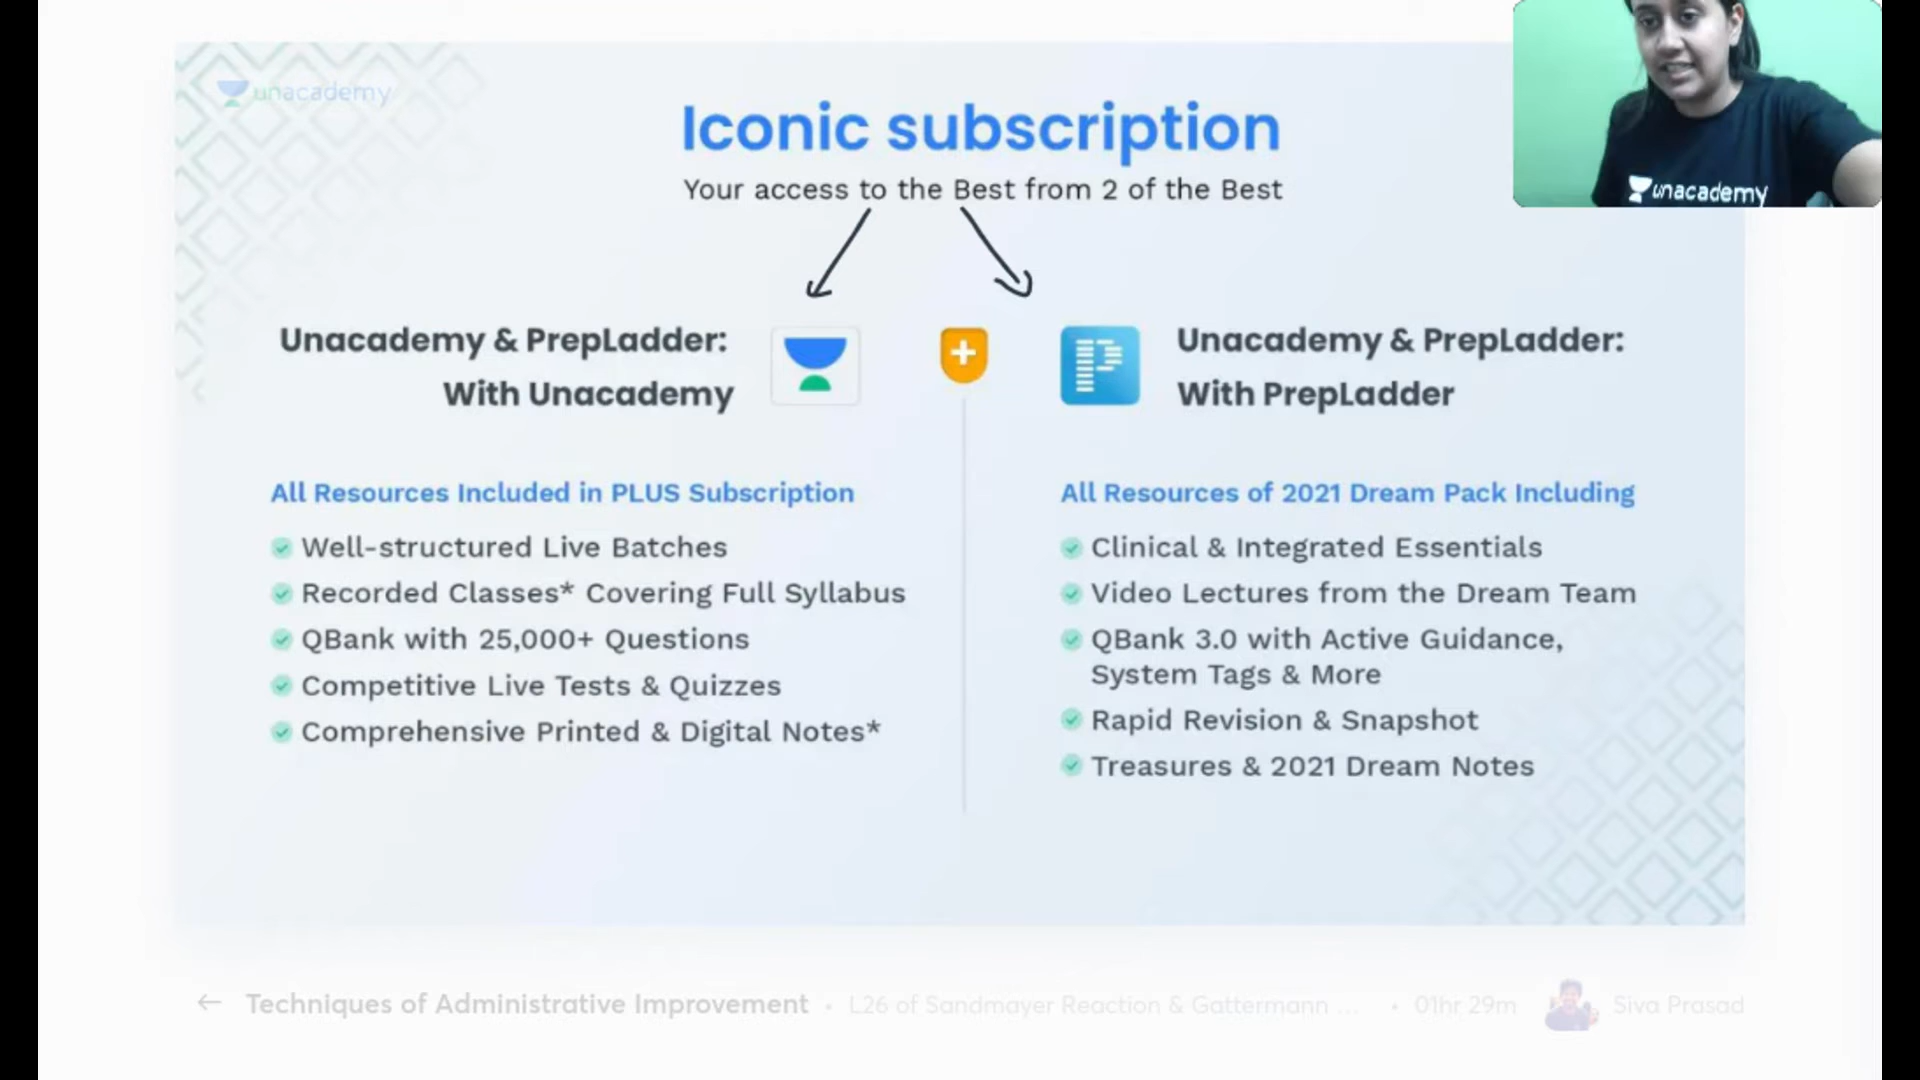 unacademy
Iconic subscription
Your access to the Best from 2 of the Best
unacademy
Unacademy & PrepLadder:
With Unacademy
Unacademy & PrepLadder:
With PrepLadder
All Resources Included in PLUS Subscription
Well-structured Live Batches
Recorded Classes* Covering Full Syllabus
QBank with 25,000+ Questions
Competitive Live Tests & Quizzes
Comprehensive Printed & Digital Notes*
All Resources of 2021 Dream Pack Including
Clinical & Integrated Essentials
Video Lectures from the Dream Team
QBank 3.0 with Active Guidance,
System Tags & More
Rapid Revision & Snapshot
Treasures & 2021 Dream Notes
← Techniques of Administrative Improvement • L26 of Sandmayer Reaction & Gattermann ... • 01hr 29m Siva Prasad